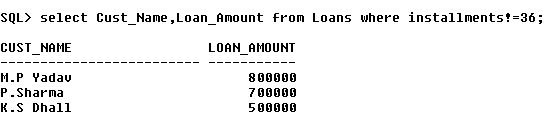 SQL> select Cust_Name,Loan_Amount from Loans where installments!=36;
CUST_NAME LOAN_AMOUNT
------------------------- -----------
M.P Yadav 800000
P.Sharma 700000
K.S Dhall 500000